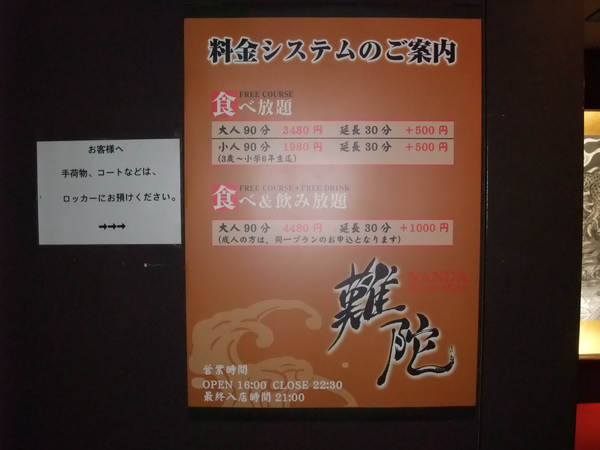 料金システムのご案内
FREE COURSE
食べ放題
大人90分 3480円 延長30分 +500円
小人90分 1980円 延長30分 +500円
(3歳~小学6年生迄)
FREE COURSE+FREE DRINK
食べ&飲み放題
大人90分 4480円 延長30分 +1000円
(成人の方は、同一プランのお申込となります)
NANDA
難陀
営業時間
OPEN 16:00 CLOSE 22:30
最終入店時間 21:00
お客様へ
手荷物、コートなどは、
ロッカーにお預けください。
→→→